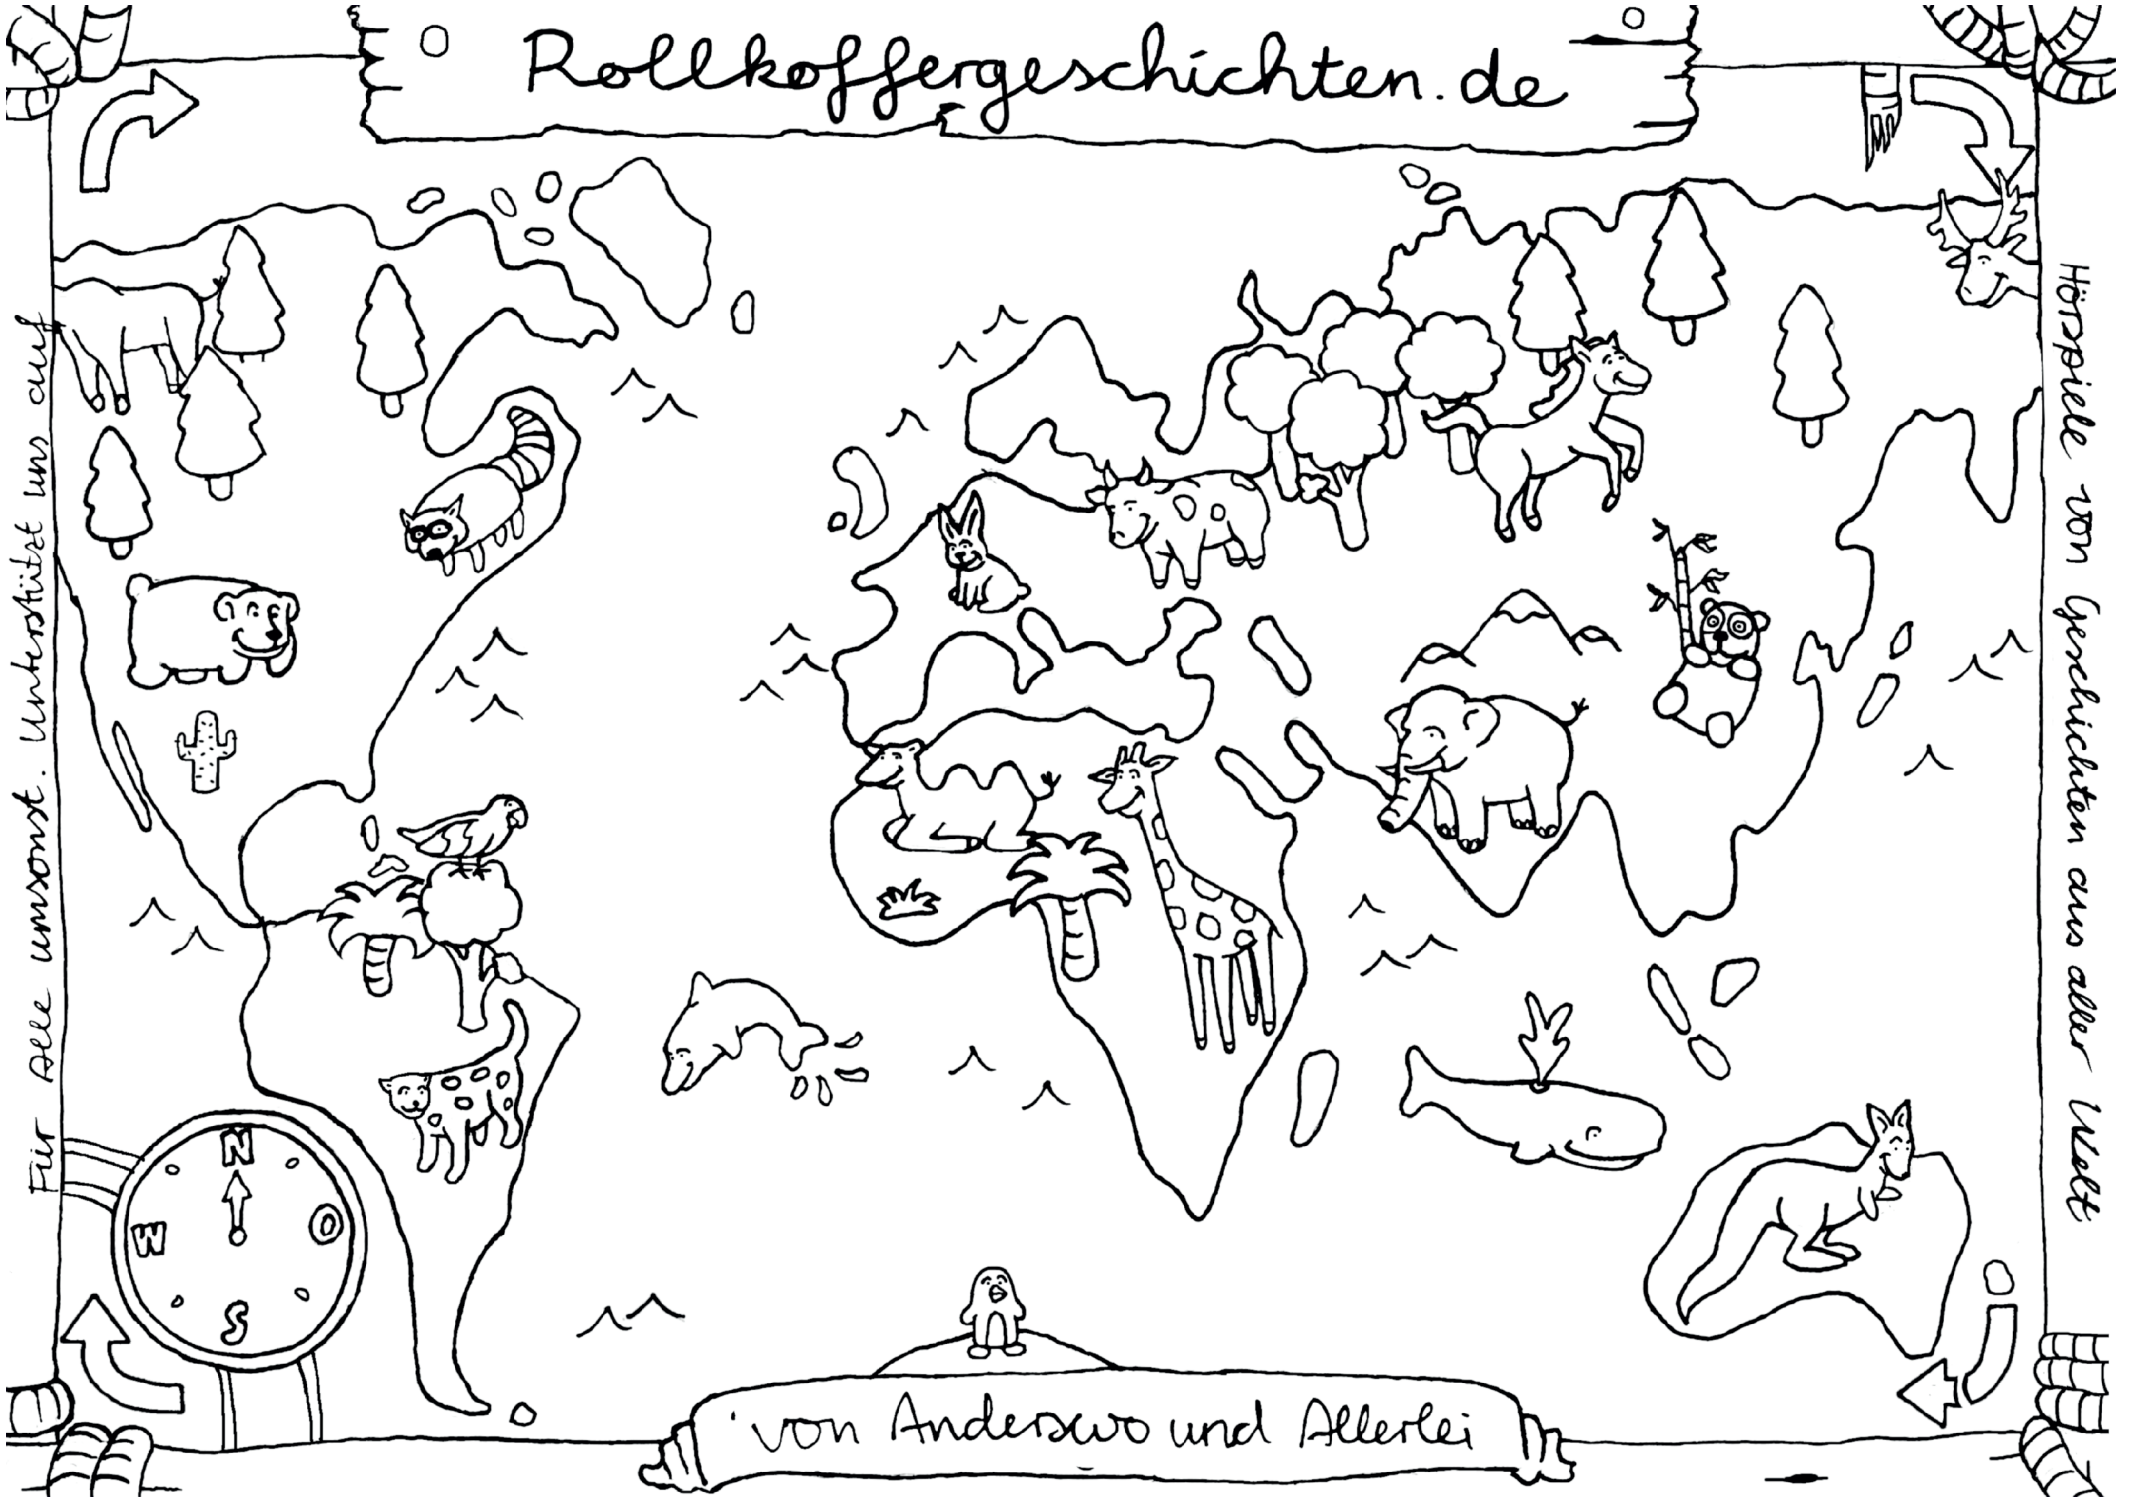 Rollkoffergeschichten.de
Für Alle umsonst. Unterstützt uns auf
Hörspiele von Geschichten aus aller Welt
N
W
O
S
von Anderswo und Allerlei